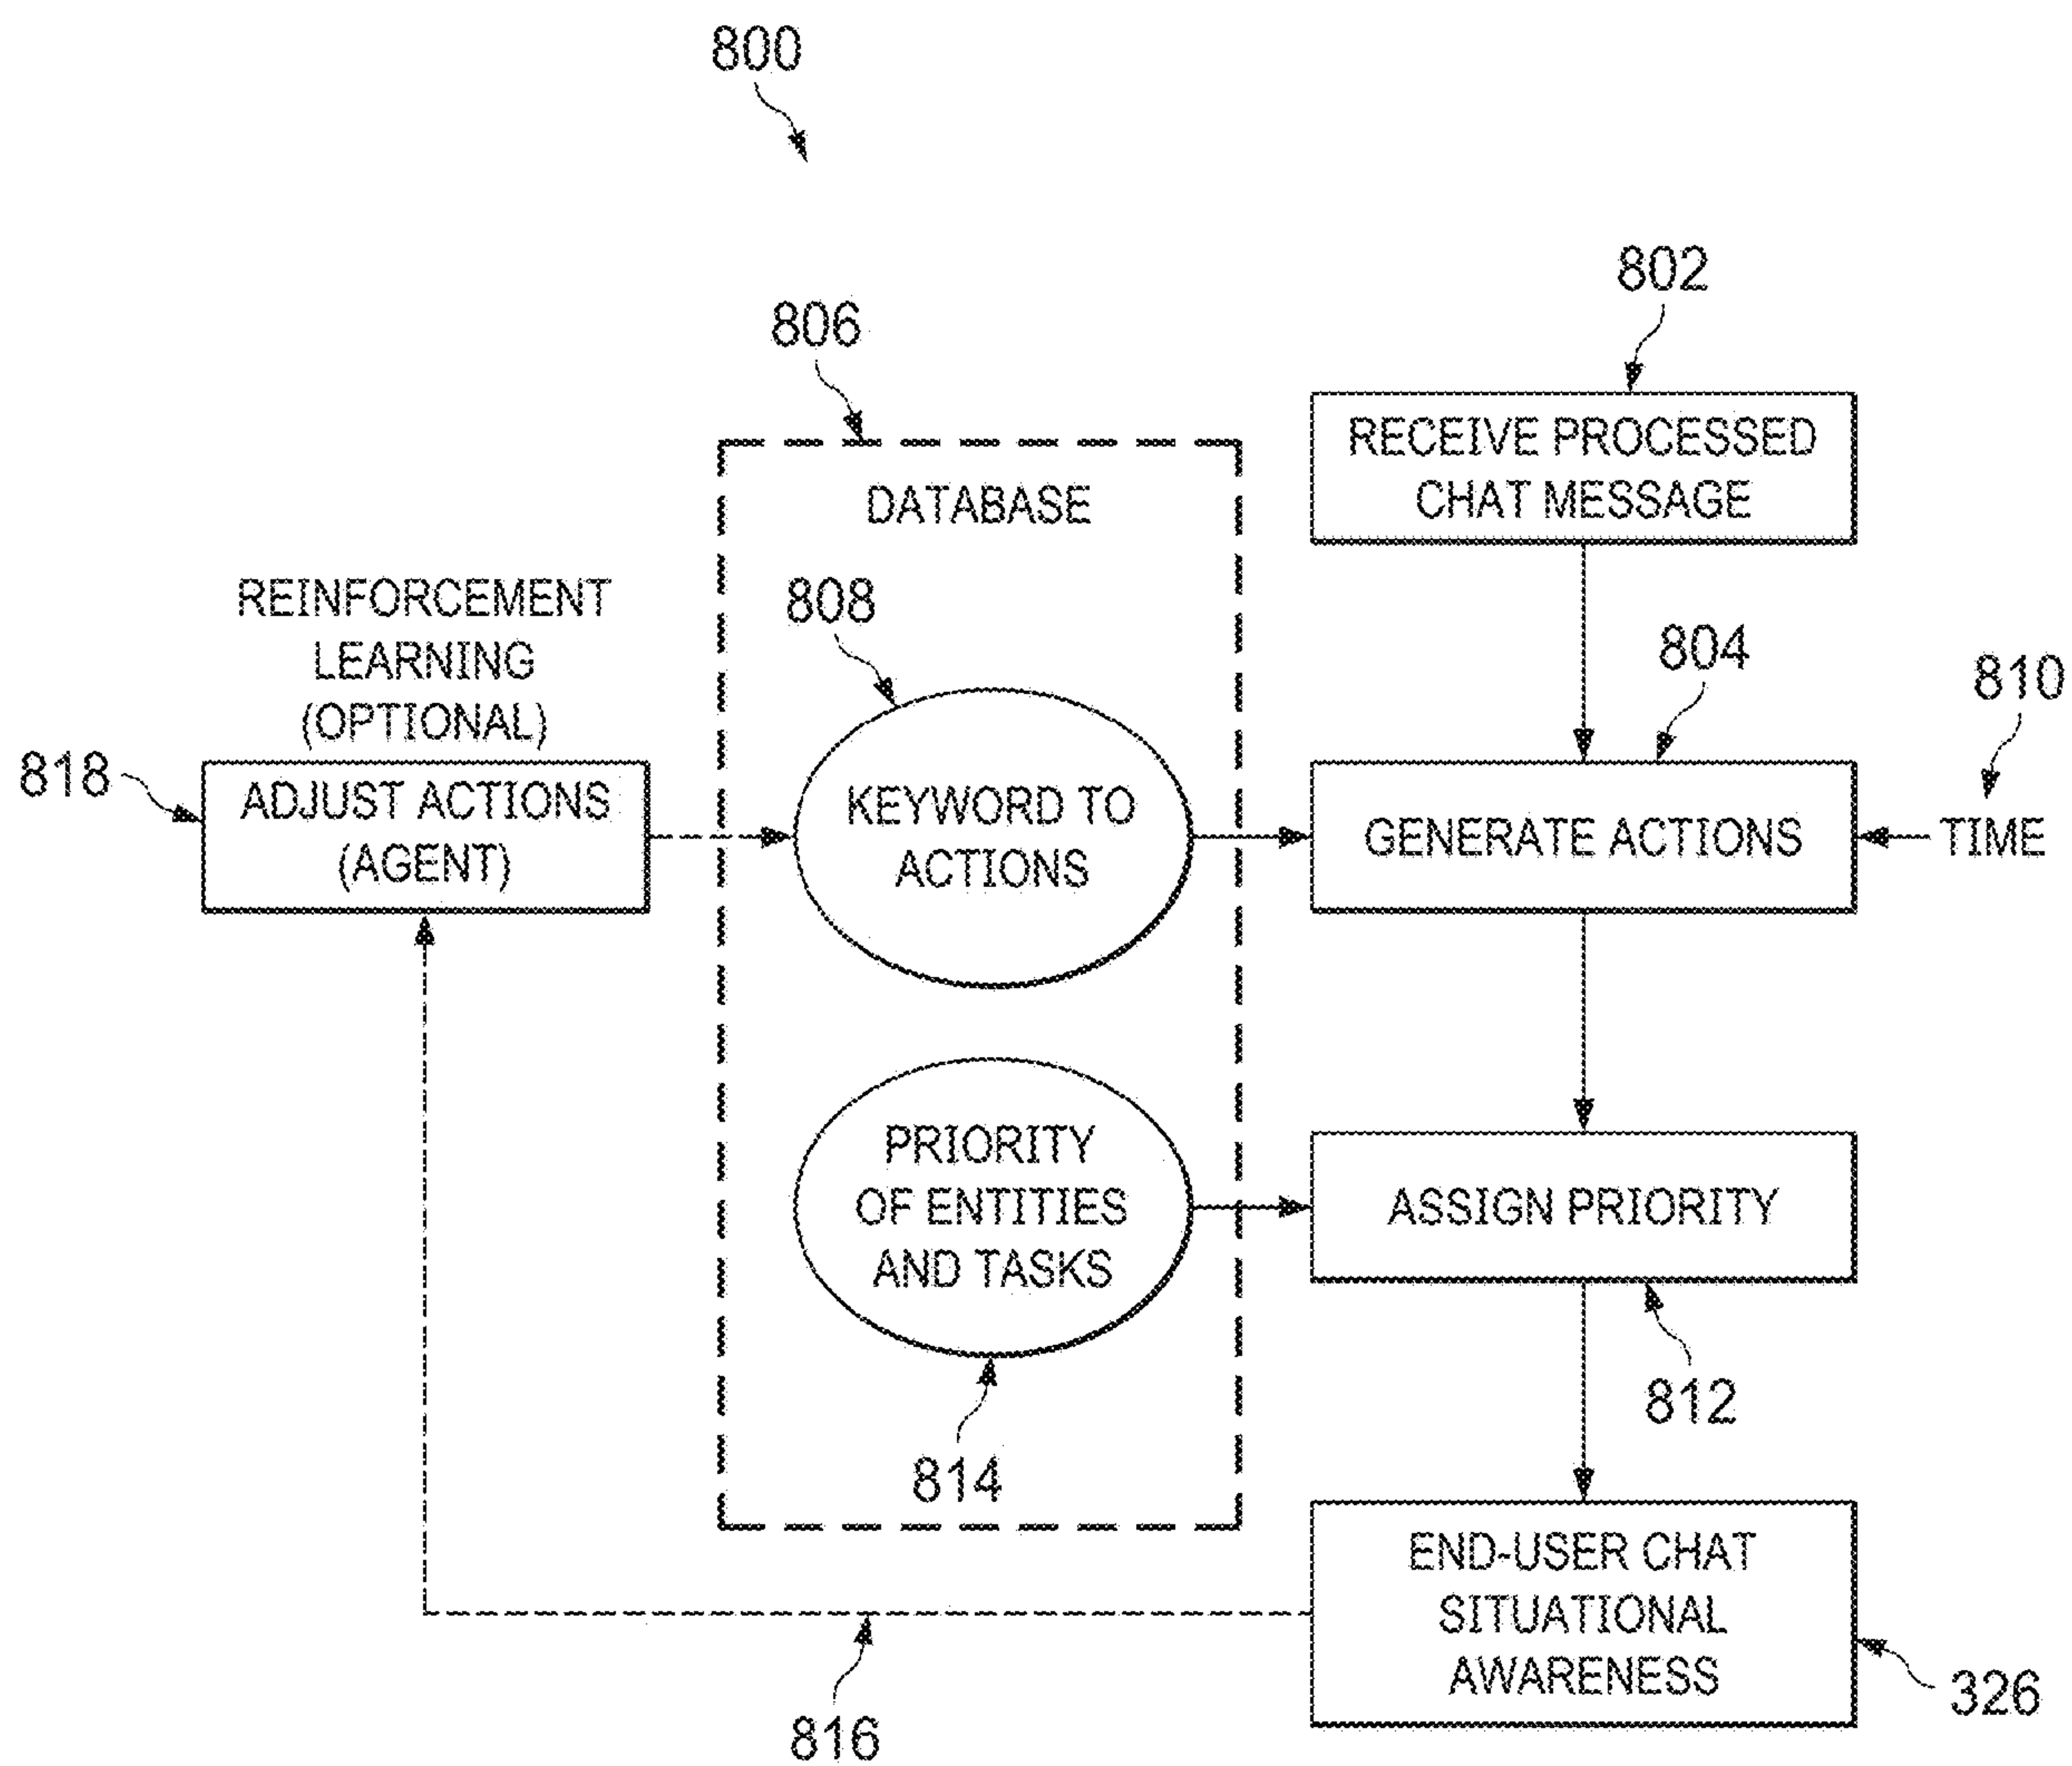 800
802
806
RECEIVE PROCESSED
CHAT MESSAGE
DATABASE
REINFORCEMENT
LEARNING
(OPTIONAL)
808
804
810
818
ADJUST ACTIONS
(AGENT)
KEYWORD TO
ACTIONS
GENERATE ACTIONS
TIME
PRIORITY
OF ENTITIES
AND TASKS
ASSIGN PRIORITY
812
814
END-USER CHAT
SITUATIONAL
AWARENESS
326
816